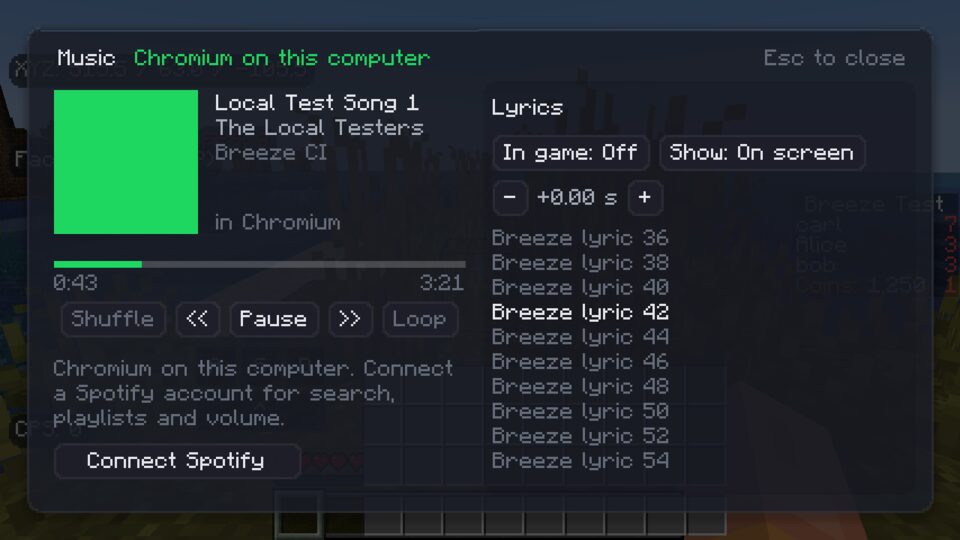 Music Chromium on this computer
Esc to close
Local Test Song 1
The Local Testers
Breeze CI
in Chromium
0:43
3:21
Shuffle
<<
Pause
>>
Loop
Chromium on this computer. Connect
a Spotify account for search,
playlists and volume.
Connect Spotify
Lyrics
In game: Off
Show: On screen
-
+0.00 s
+
Breeze lyric 36
Breeze lyric 38
Breeze lyric 40
Breeze lyric 42
Breeze lyric 44
Breeze lyric 46
Breeze lyric 48
Breeze lyric 50
Breeze lyric 52
Breeze lyric 54
Breeze Test
carl
Alice
bob
Coins: 1,250